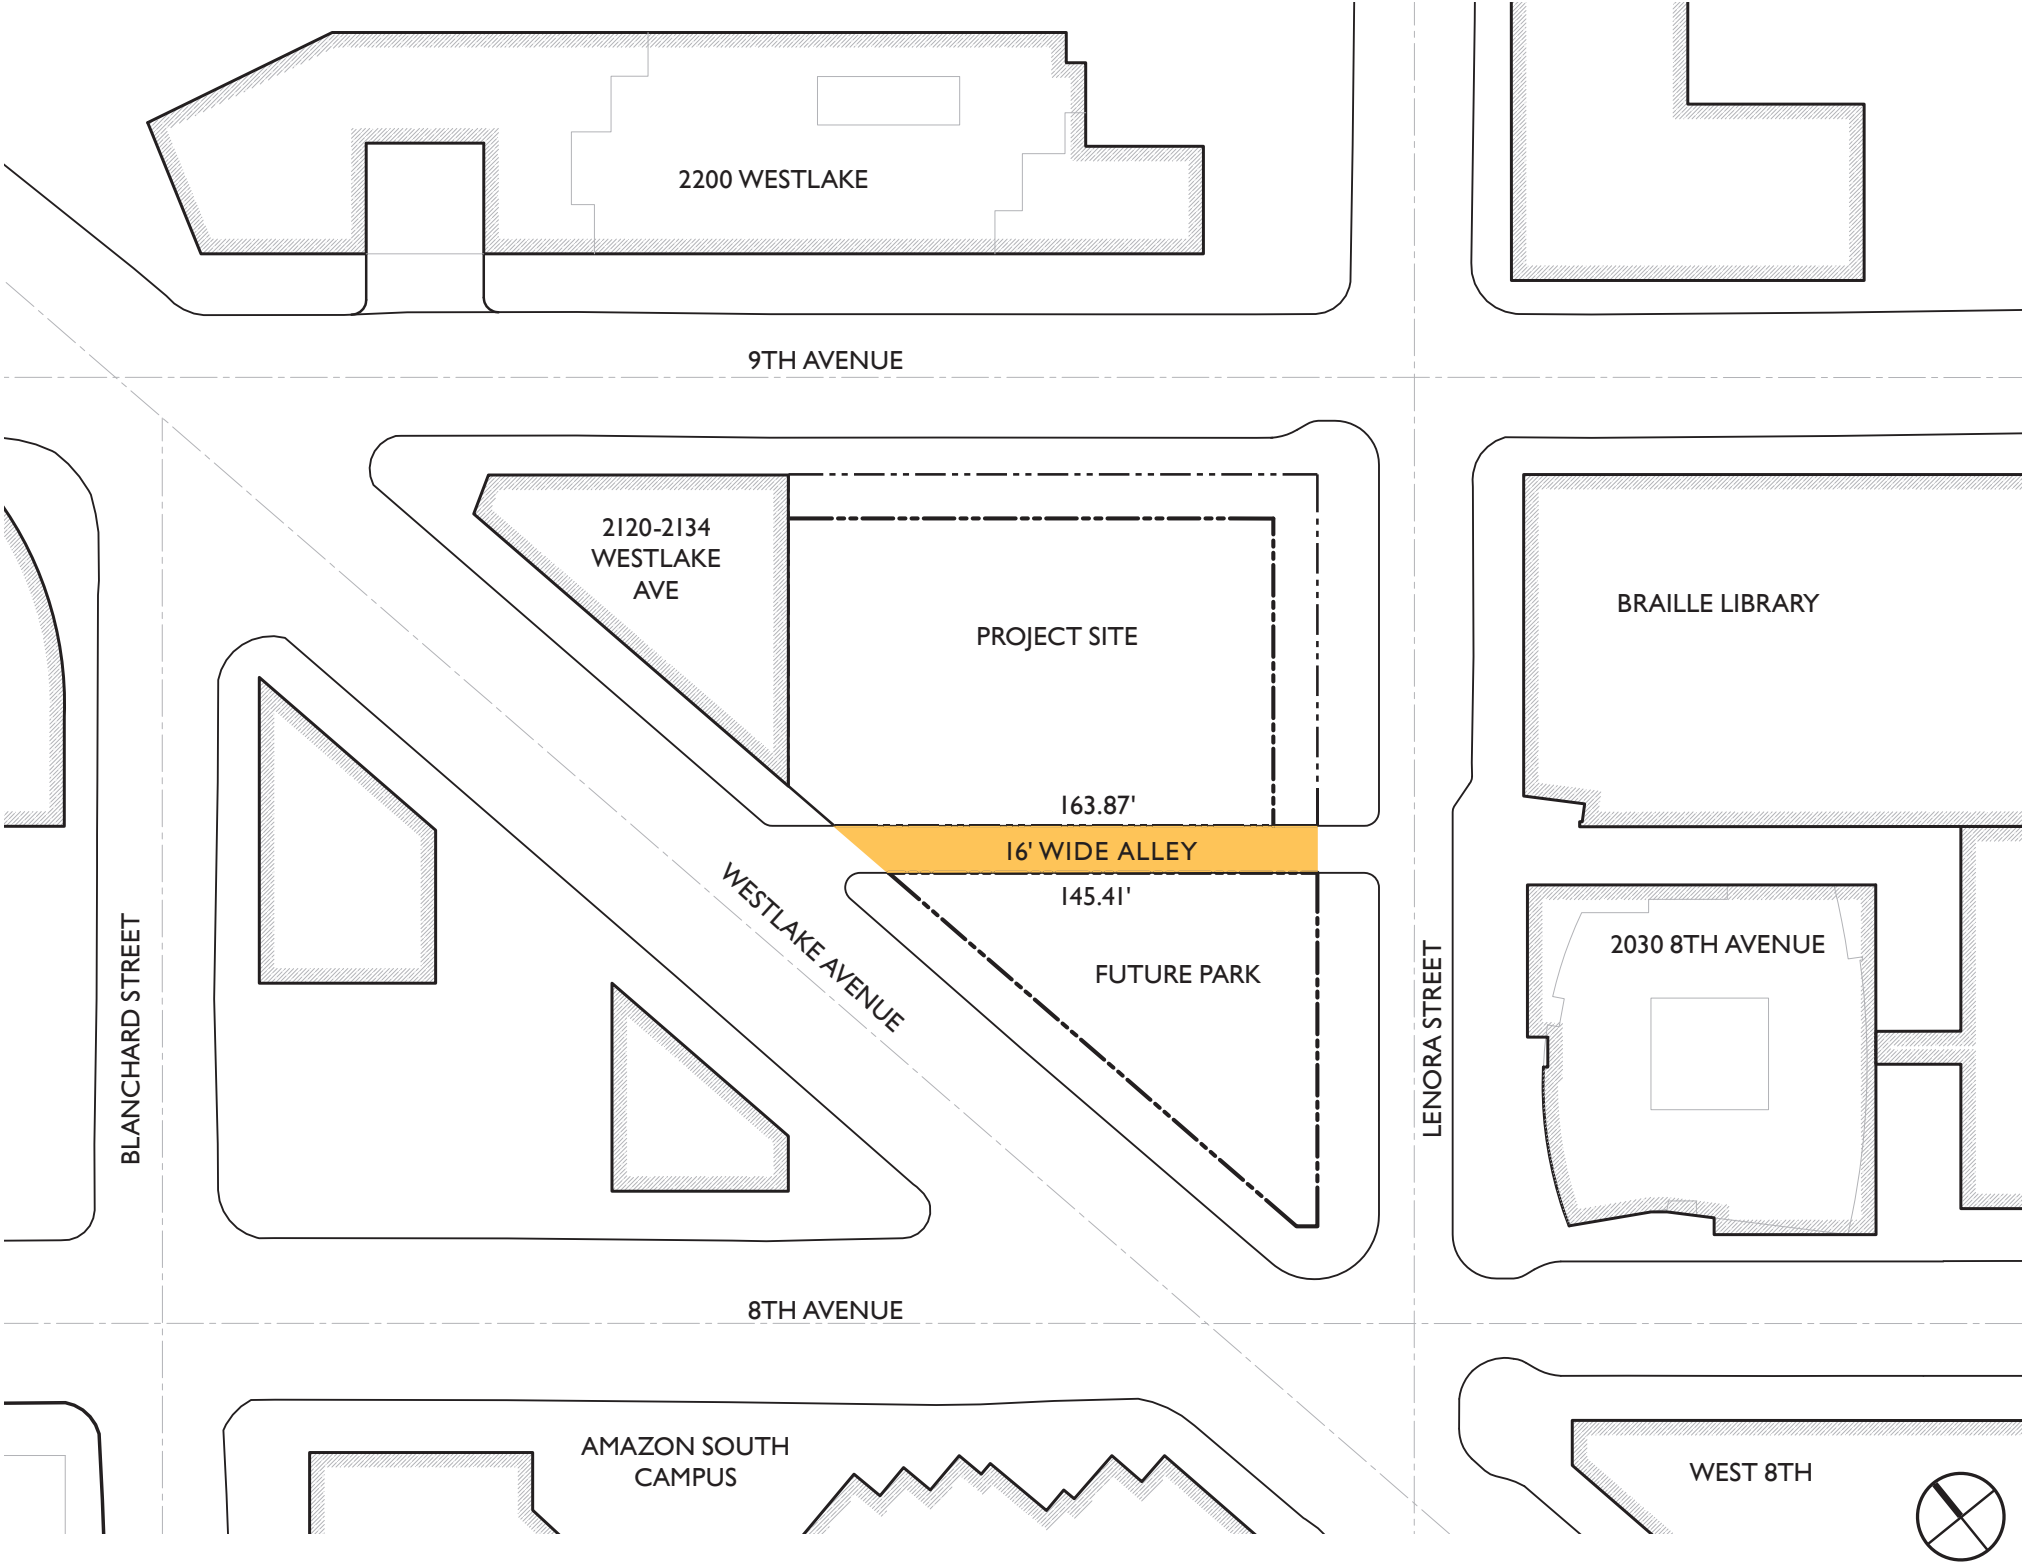 2200 WESTLAKE
9TH AVENUE
2120-2134
WESTLAKE
AVE
PROJECT SITE
BRAILLE LIBRARY
163.87'
16' WIDE ALLEY
145.41'
WESTLAKE AVENUE
FUTURE PARK
2030 8TH AVENUE
BLANCHARD STREET
LENORA STREET
8TH AVENUE
AMAZON SOUTH
CAMPUS
WEST 8TH